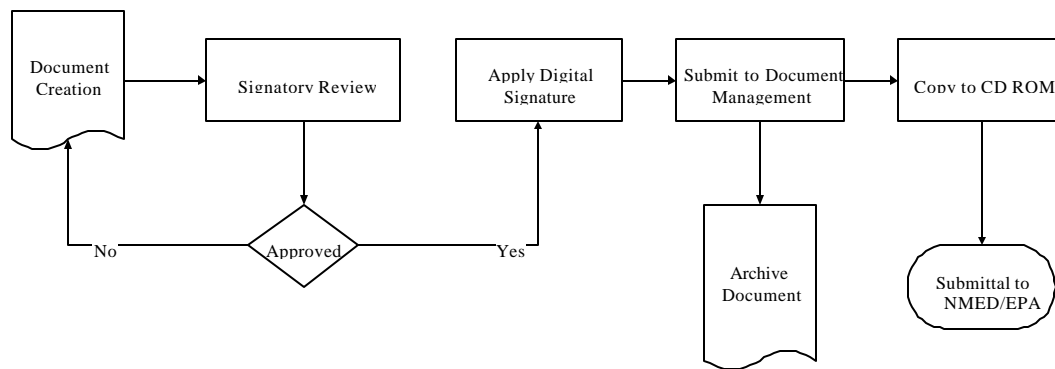 Document
Creation
Signatory Review
Apply Digital
Signature
Submit to Document
Management
Copy to CD ROM
No
Approved
Yes
Archive
Document
Submittal to
NMED/EPA